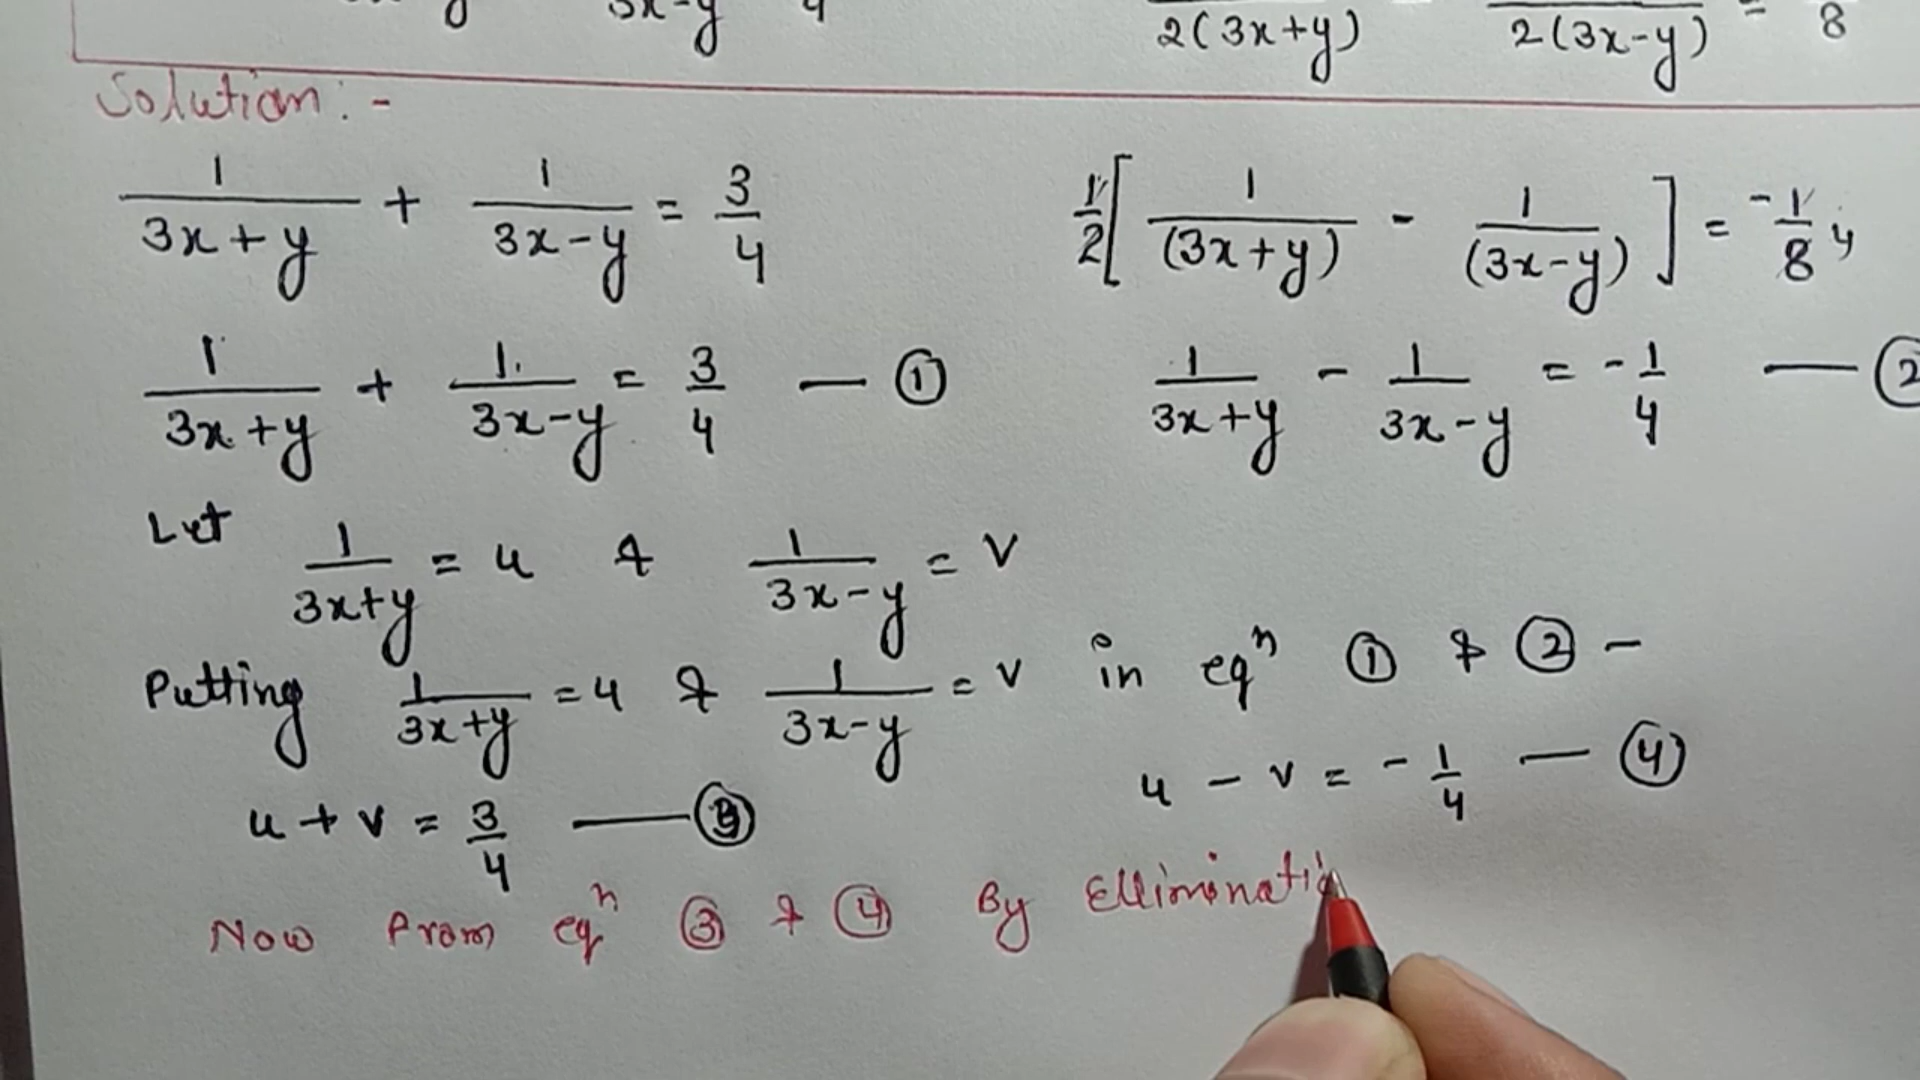 2(3x+y) 2(3x-y) = 8
Solution:-
1/(3x+y) + 1/(3x-y) = 3/4
1/2[1/(3x+y) - 1/(3x-y)] = -1/8 4
1/(3x+y) + 1/(3x-y) = 3/4 — ①
1/(3x+y) - 1/(3x-y) = -1/4 — ②
Let 1/(3x+y) = u & 1/(3x-y) = v
Putting 1/(3x+y) = u & 1/(3x-y) = v in eqⁿ ① & ② -
u + v = 3/4 — ③
u - v = -1/4 — ④
Now From eqⁿ ③ & ④ By Elliminatio